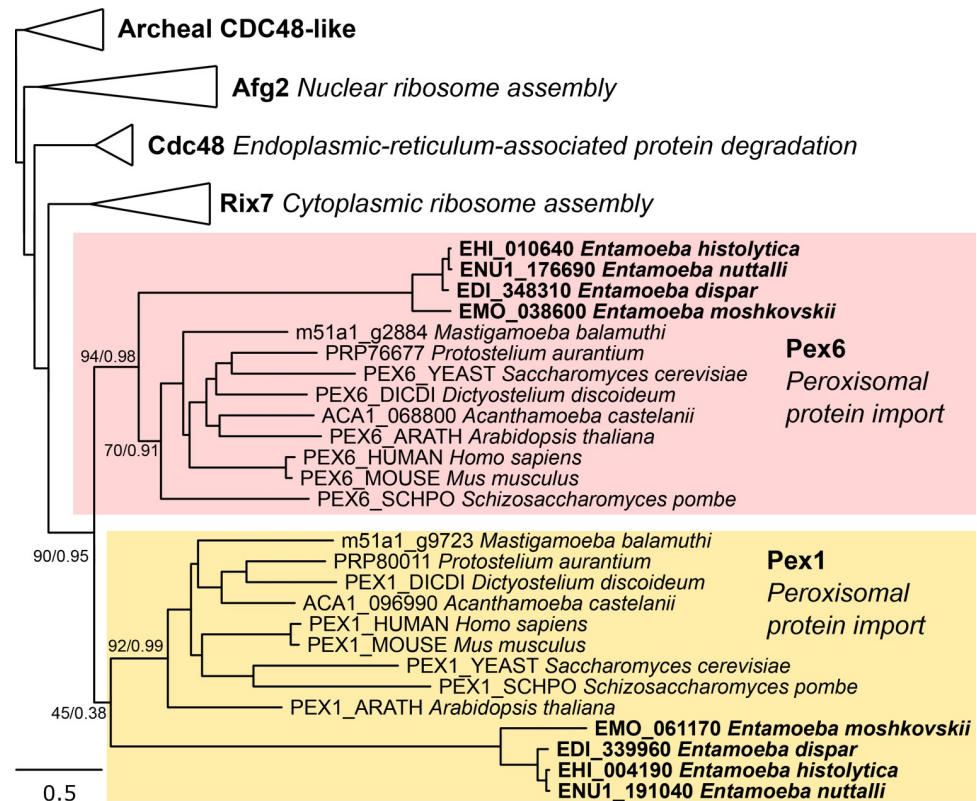 Archeal CDC48-like
Afg2 Nuclear ribosome assembly
Cdc48 Endoplasmic-reticulum-associated protein degradation
Rix7 Cytoplasmic ribosome assembly
EHI_010640 Entamoeba histolytica
ENU1_176690 Entamoeba nuttalli
EDI_348310 Entamoeba dispar
EMO_038600 Entamoeba moshkovskii
m51a1_g2884 Mastigamoeba balamuthi
94/0.98
PRP76677 Protostelium aurantium
PEX6_YEAST Saccharomyces cerevisiae
PEX6_DICDI Dictyostelium discoideum
ACA1_068800 Acanthamoeba castelanii
PEX6_ARATH Arabidopsis thaliana
70/0.91
PEX6_HUMAN Homo sapiens
PEX6_MOUSE Mus musculus
PEX6_SCHPO Schizosaccharomyces pombe
Pex6
Peroxisomal
protein import
90/0.95
m51a1_g9723 Mastigamoeba balamuthi
PRP80011 Protostelium aurantium
PEX1_DICDI Dictyostelium discoideum
ACA1_096990 Acanthamoeba castelanii
PEX1_HUMAN Homo sapiens
92/0.99
PEX1_MOUSE Mus musculus
PEX1_YEAST Saccharomyces cerevisiae
PEX1_SCHPO Schizosaccharomyces pombe
PEX1_ARATH Arabidopsis thaliana
45/0.38
Pex1
Peroxisomal
protein import
EMO_061170 Entamoeba moshkovskii
EDI_339960 Entamoeba dispar
EHI_004190 Entamoeba histolytica
ENU1_191040 Entamoeba nuttalli
0.5